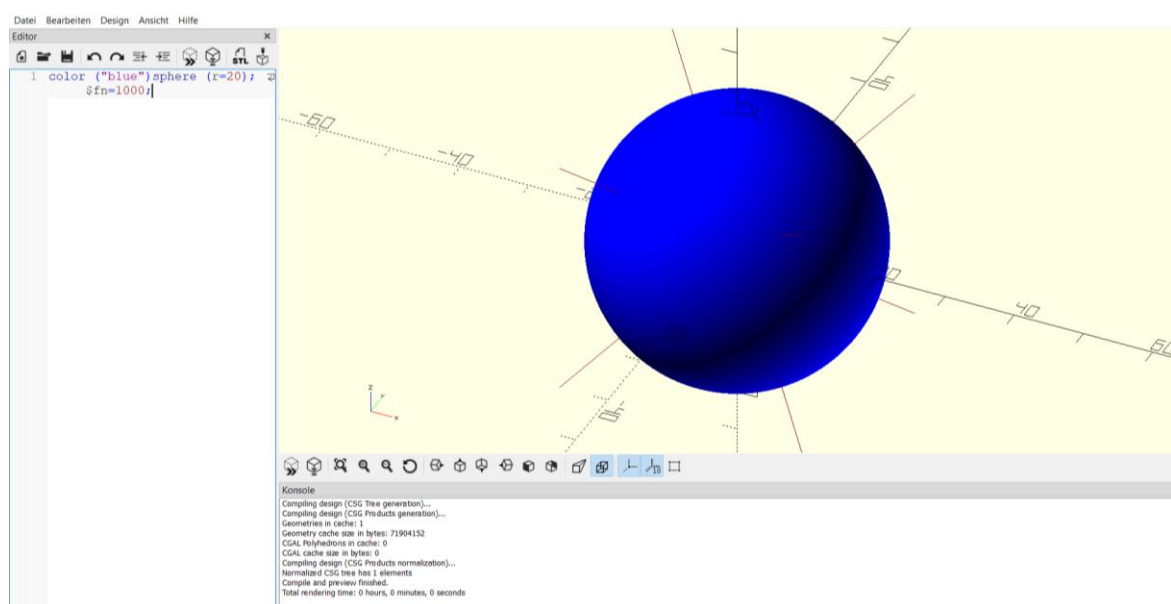 Datei Bearbeiten Design Ansicht Hilfe
Editor
STL
1 color ("blue")sphere (r=20);
$fn=1000;
-60
-40
40
60
z
y
x
10
Konsole
Compiling design (CSG Tree generation)...
Compiling design (CSG Products generation)...
Geometries in cache: 1
Geometry cache size in bytes: 71904152
CGAL Polyhedrons in cache: 0
CGAL cache size in bytes: 0
Compiling design (CSG Products normalization)...
Normalized CSG tree has 1 elements
Compile and preview finished.
Total rendering time: 0 hours, 0 minutes, 0 seconds